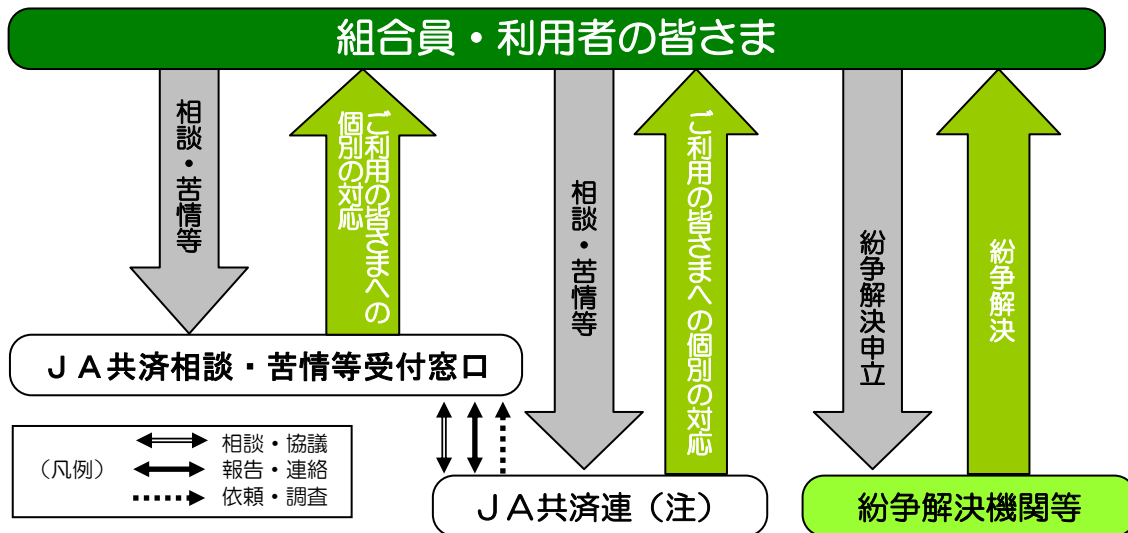 組合員・利用者の皆さま
相談・苦情等
ご利用の皆さまへの
個別の対応
相談・苦情等
ご利用の皆さまへの個別の対応
紛争解決申立
紛争解決
ＪＡ共済相談・苦情等受付窓口
（凡例）
相談・協議
報告・連絡
依頼・調査
ＪＡ共済連（注）
紛争解決機関等